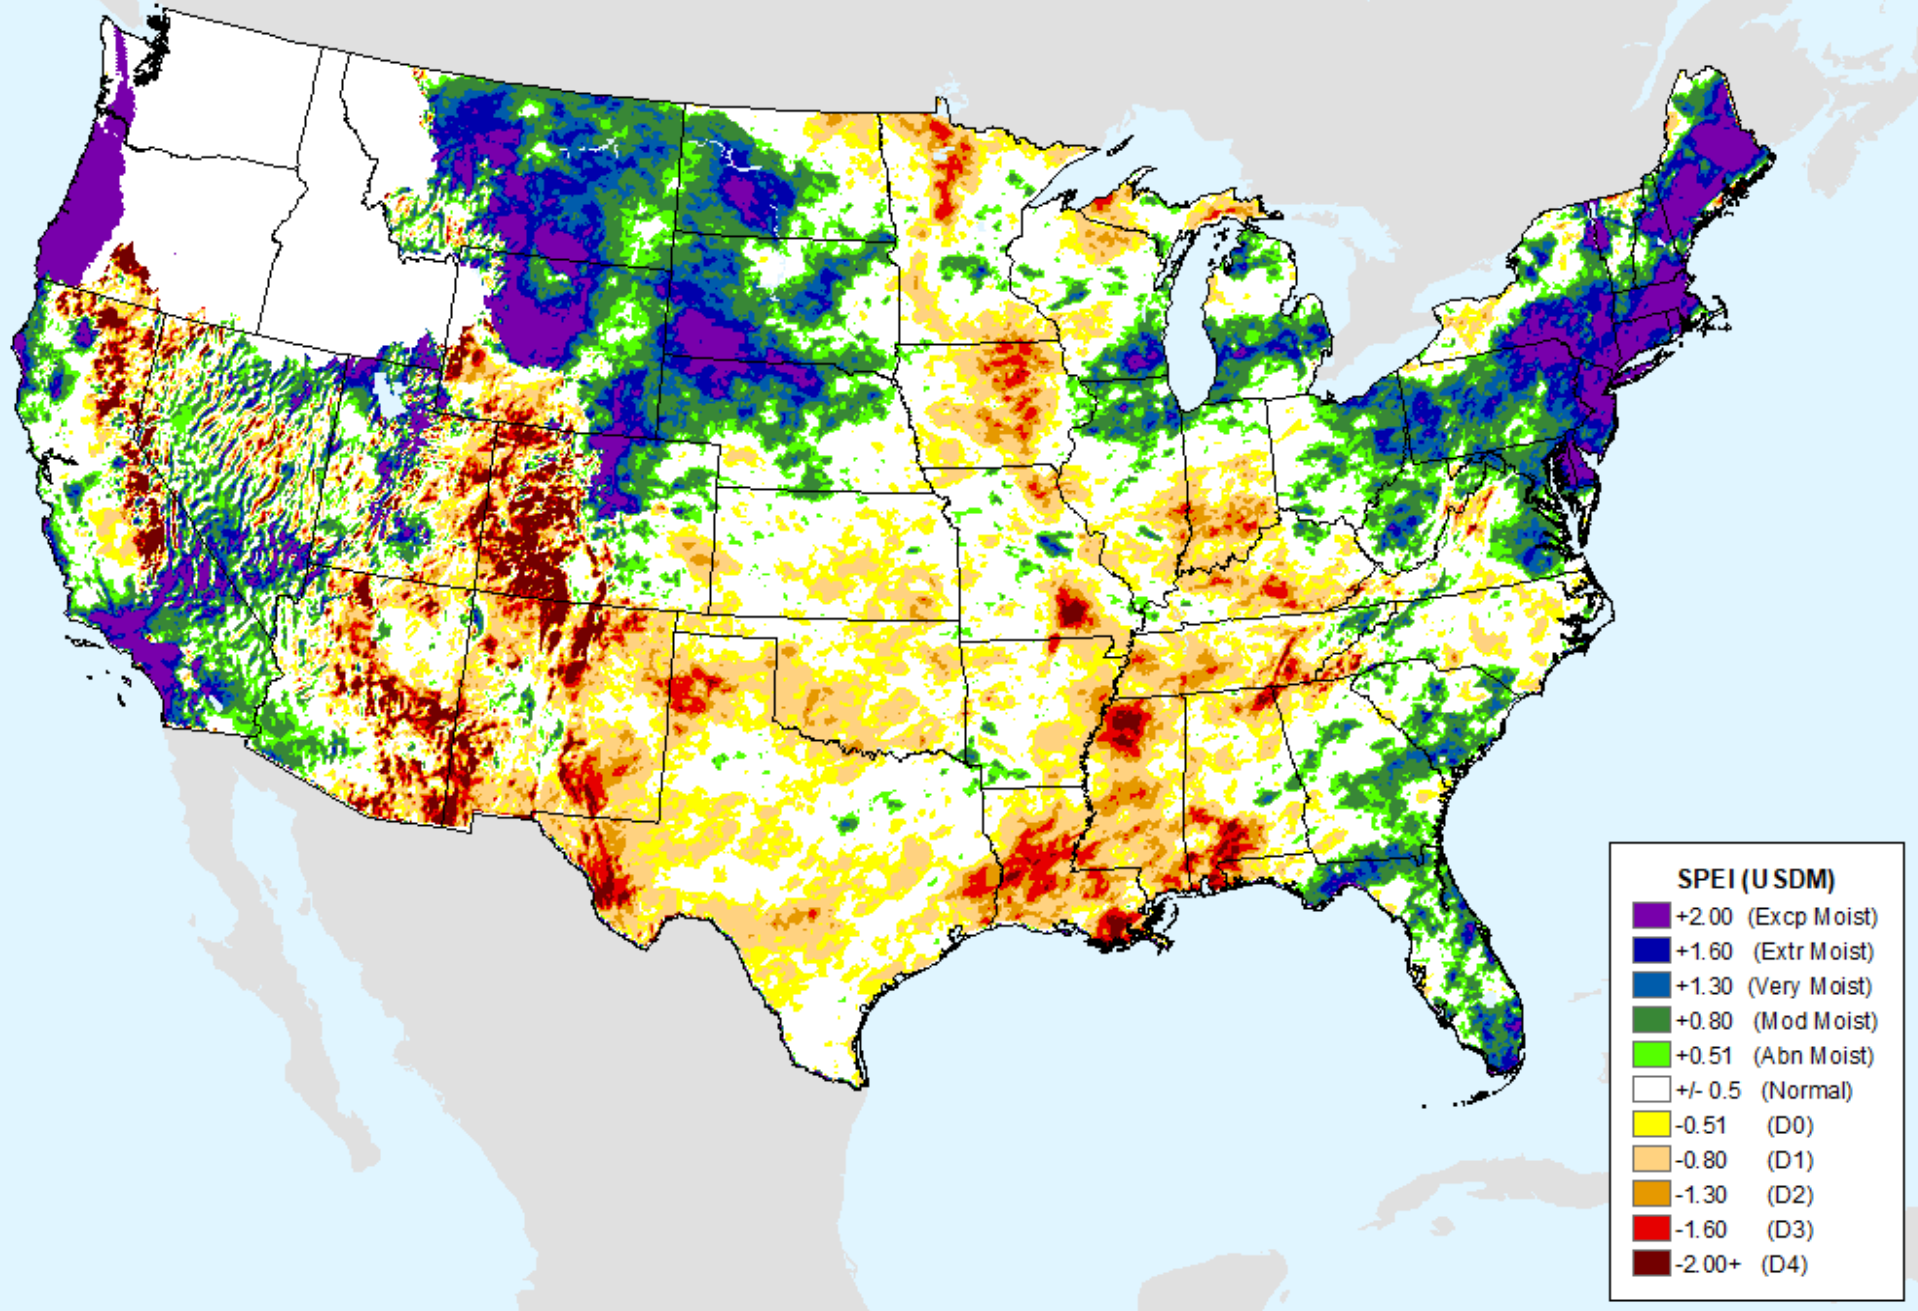 SPEI (USDM)
+2.00 (Excp Moist)
+1.60 (Extr Moist)
+1.30 (Very Moist)
+0.80 (Mod Moist)
+0.51 (Abn Moist)
+/- 0.5 (Normal)
-0.51 (D0)
-0.80 (D1)
-1.30 (D2)
-1.60 (D3)
-2.00+ (D4)